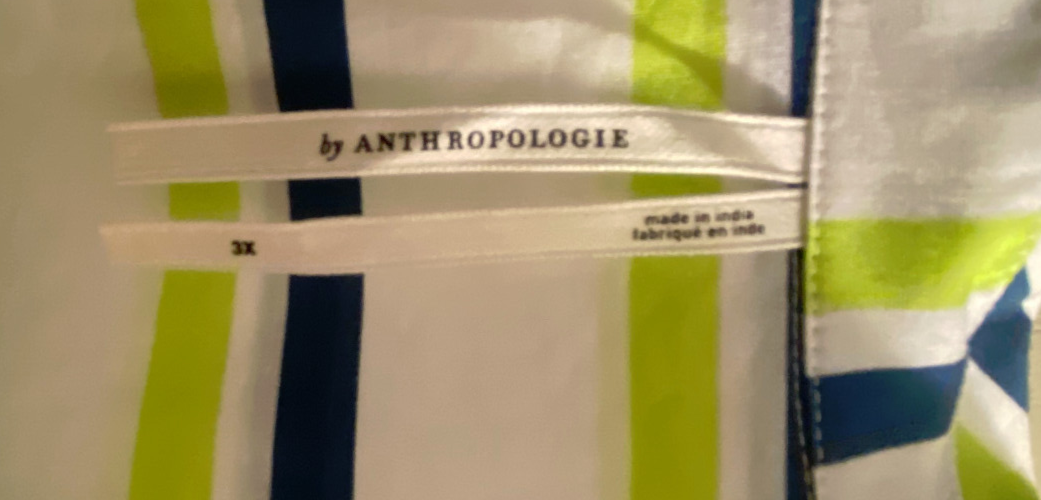 by ANTHROPOLOGIE
3X
made in india
fabriqué en inde